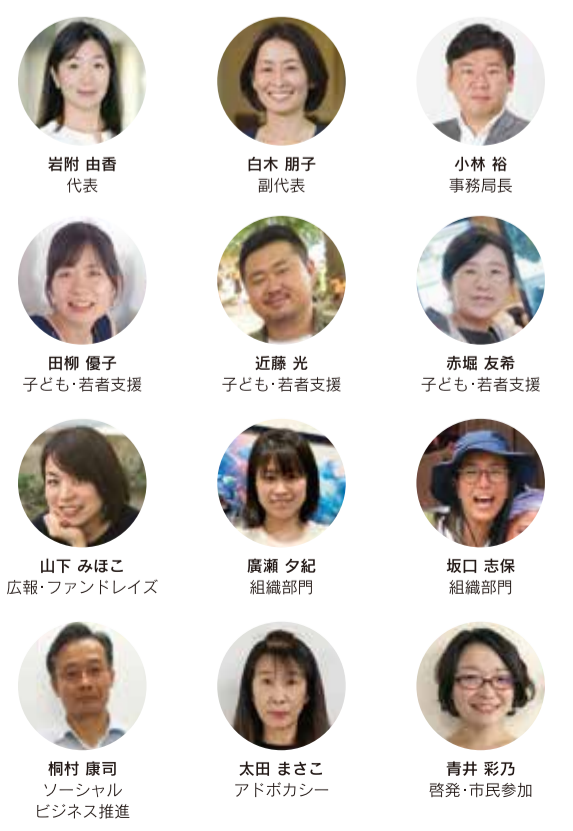 岩附 由香
代表
白木 朋子
副代表
小林 裕
事務局長
田柳 優子
子ども･若者支援
近藤 光
子ども･若者支援
赤堀 友希
子ども･若者支援
山下 みほこ
広報･ファンドレイズ
廣瀬 夕紀
組織部門
坂口 志保
組織部門
桐村 康司
ソーシャル
ビジネス推進
太田 まさこ
アドボカシー
青井 彩乃
啓発･市民参加